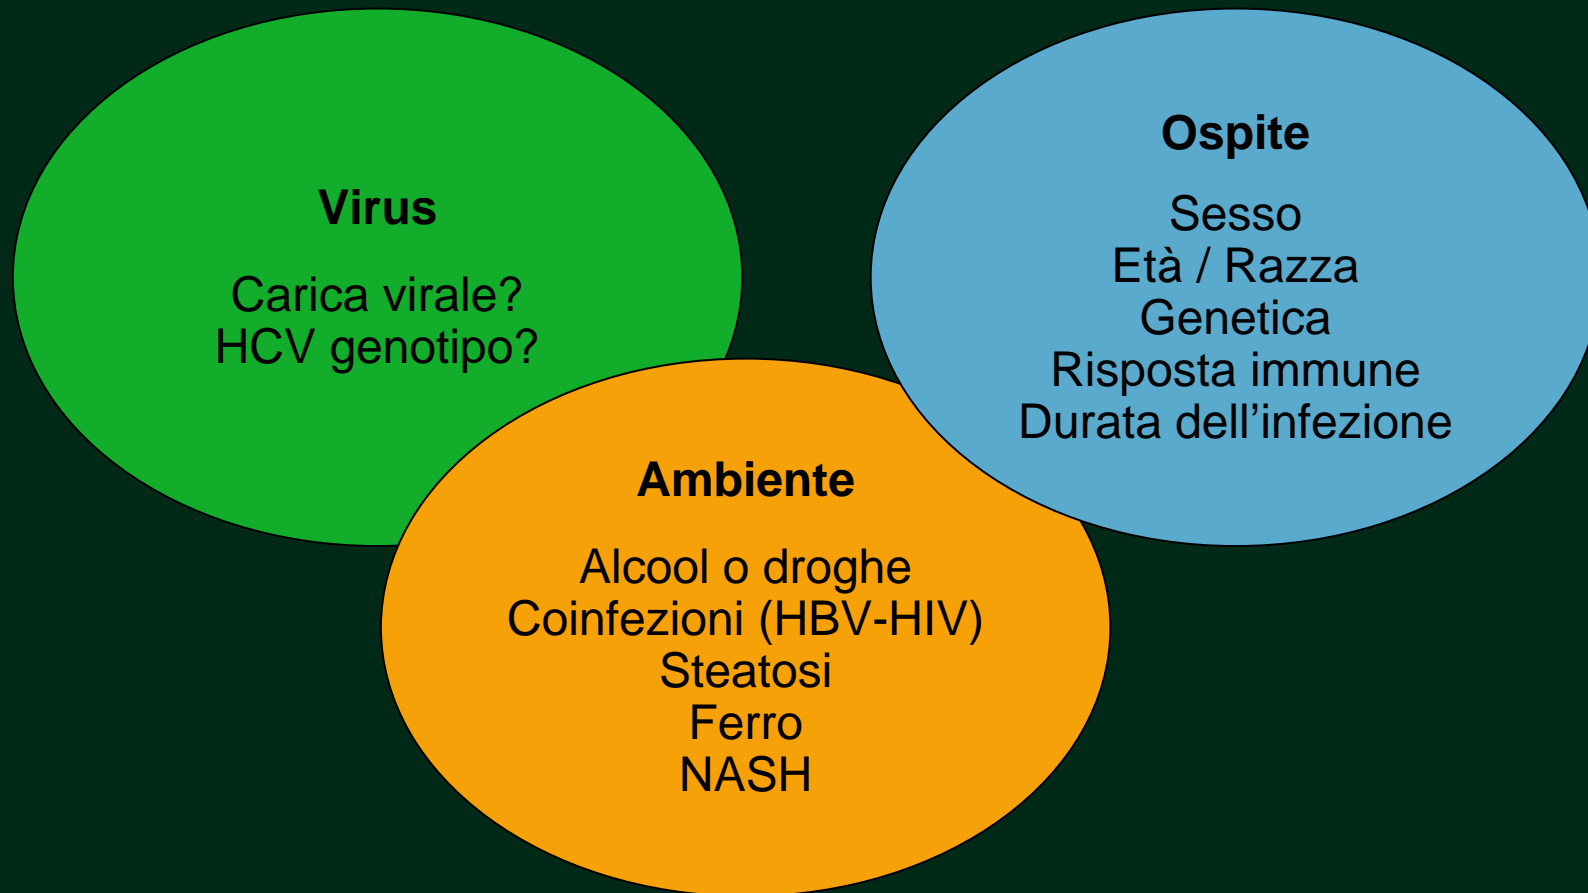 Virus
Carica virale?
HCV genotipo?
Ospite
Sesso
Età / Razza
Genetica
Risposta immune
Durata dell’infezione
Ambiente
Alcool o droghe
Coinfezioni (HBV-HIV)
Steatosi
Ferro
NASH